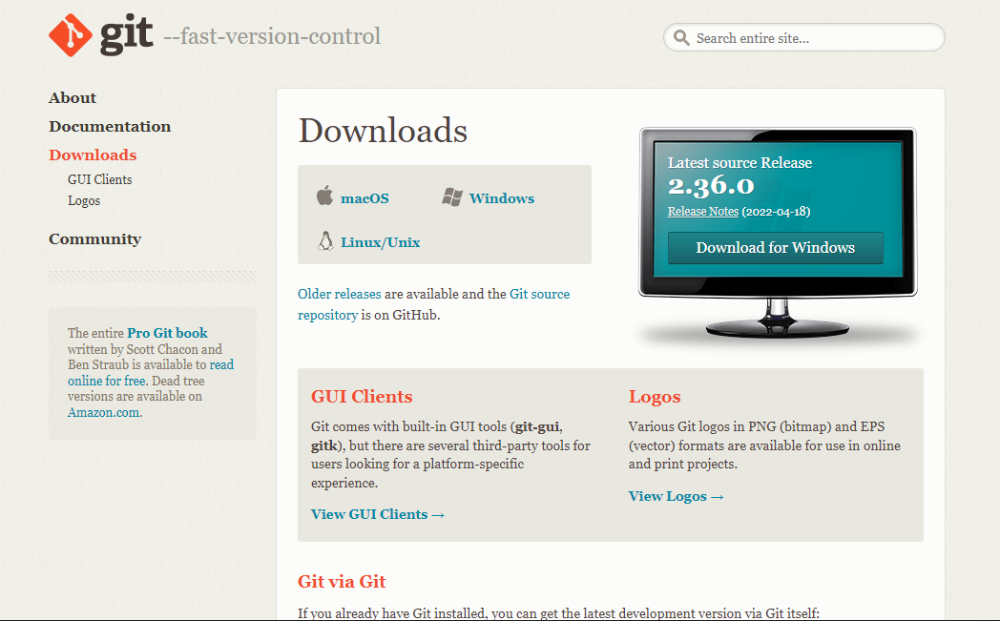 git --fast-version-control
Search entire site...
About
Documentation
Downloads
GUI Clients
Logos
Community
The entire Pro Git book
written by Scott Chacon and
Ben Straub is available to read
online for free. Dead tree
versions are available on
Amazon.com.
Downloads
macOS
Windows
Linux/Unix
Older releases are available and the Git source
repository is on GitHub.
Latest source Release
2.36.0
Release Notes (2022-04-18)
Download for Windows
GUI Clients
Git comes with built-in GUI tools (git-gui,
gitk), but there are several third-party tools for
users looking for a platform-specific
experience.
View GUI Clients →
Logos
Various Git logos in PNG (bitmap) and EPS
(vector) formats are available for use in online
and print projects.
View Logos →
Git via Git
If you already have Git installed, you can get the latest development version via Git itself: